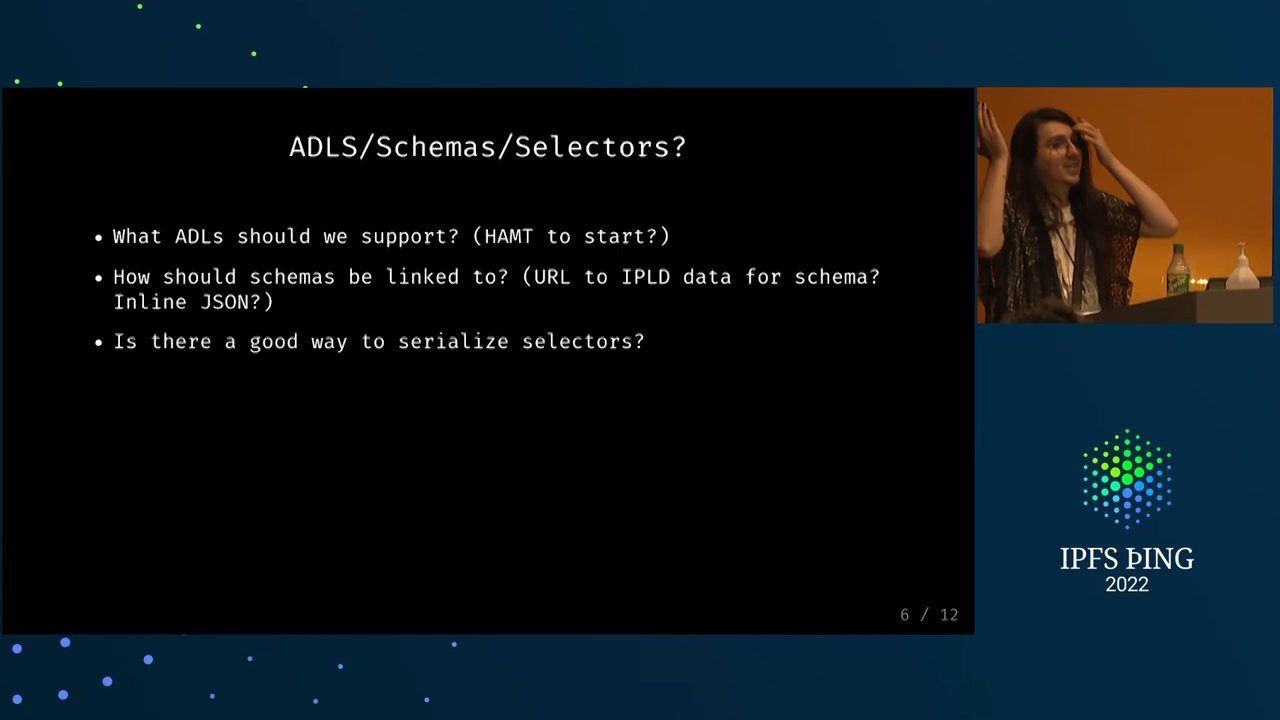 ADLS/Schemas/Selectors?
• What ADLs should we support? (HAMT to start?)
• How should schemas be linked to? (URL to IPLD data for schema?
Inline JSON?)
• Is there a good way to serialize selectors?
6 / 12
IPFS ÞING
2022